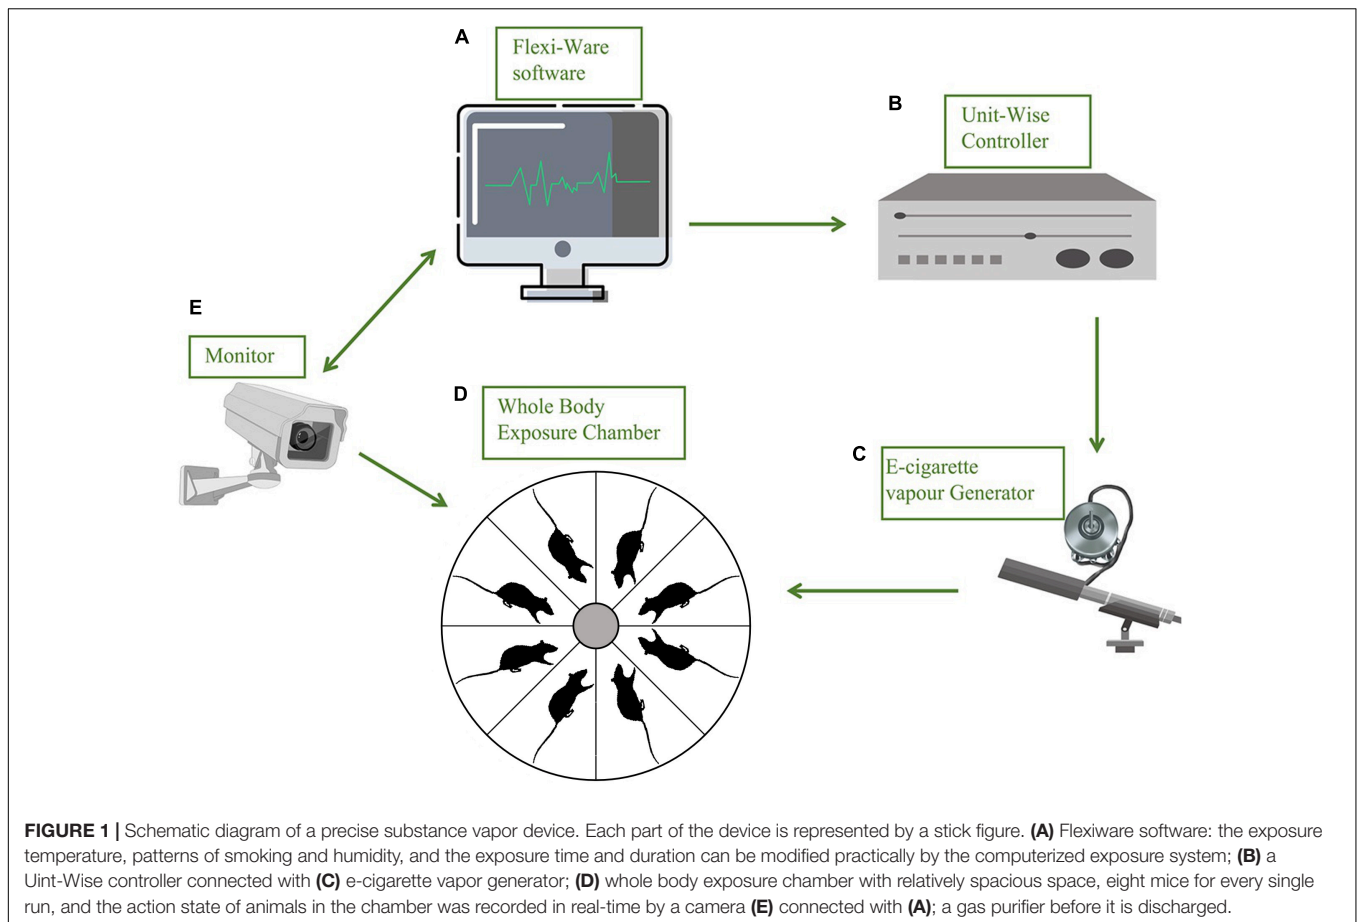 A
Flexi-Ware
software
B
Unit-Wise
Controller
E
Monitor
D
Whole Body
Exposure Chamber
C
E-cigarette
vapour Generator
FIGURE 1 | Schematic diagram of a precise substance vapor device. Each part of the device is represented by a stick figure. (A) Flexiware software: the exposure
temperature, patterns of smoking and humidity, and the exposure time and duration can be modified practically by the computerized exposure system; (B) a
Uint-Wise controller connected with (C) e-cigarette vapor generator; (D) whole body exposure chamber with relatively spacious space, eight mice for every single
run, and the action state of animals in the chamber was recorded in real-time by a camera (E) connected with (A); a gas purifier before it is discharged.